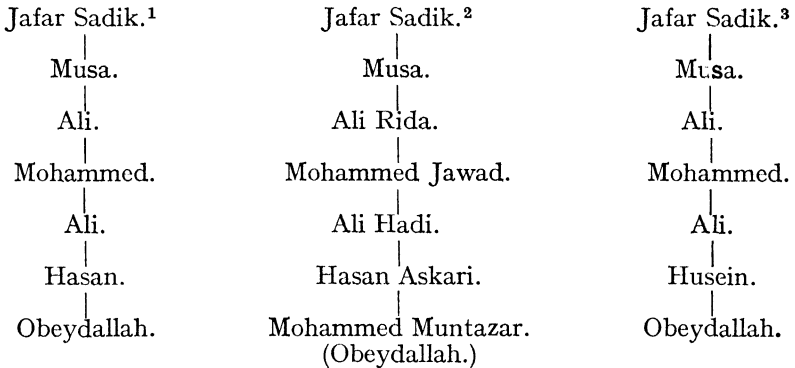 Jafar Sadik.¹ Jafar Sadik.² Jafar Sadik.³
Musa. Musa. Musa.
Ali. Ali Rida. Ali.
Mohammed. Mohammed Jawad. Mohammed.
Ali. Ali Hadi. Ali.
Hasan. Hasan Askari. Husein.
Obeydallah. Mohammed Muntazar. Obeydallah.
(Obeydallah.)